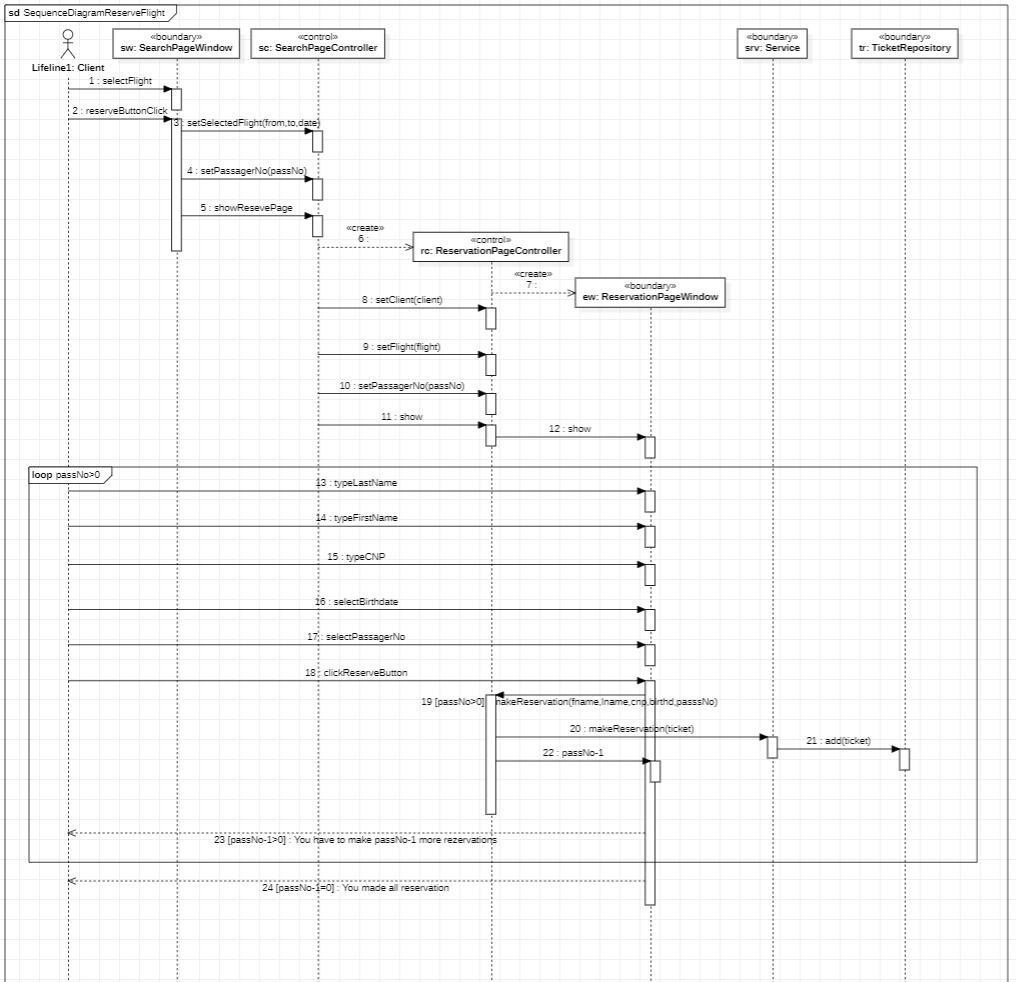 sd SequenceDiagramReserveFlight
«boundary»
sw: SearchPageWindow
«control»
sc: SearchPageController
«boundary»
srv: Service
«boundary»
tr: TicketRepository
Lifeline1: Client
1 : selectFlight
2 : reserveButtonClick
3 : setSelectedFlight(from,to,date)
4 : setPassagerNo(passNo)
5 : showResevePage
«create»
6 :
«control»
rc: ReservationPageController
«create»
7 :
«boundary»
ew: ReservationPageWindow
8 : setClient(client)
9 : setFlight(flight)
10 : setPassagerNo(passNo)
11 : show
12 : show
loop passNo>0
13 : typeLastName
14 : typeFirstName
15 : typeCNP
16 : selectBirthdate
17 : selectPassagerNo
18 : clickReserveButton
19 [passNo>0] : makeReservation(fname,lname,cnp,birthd,passsNo)
20 : makeReservation(ticket)
21 : add(ticket)
22 : passNo-1
23 [passNo-1>0] : You have to make passNo-1 more rezervations
24 [passNo-1=0] : You made all reservation